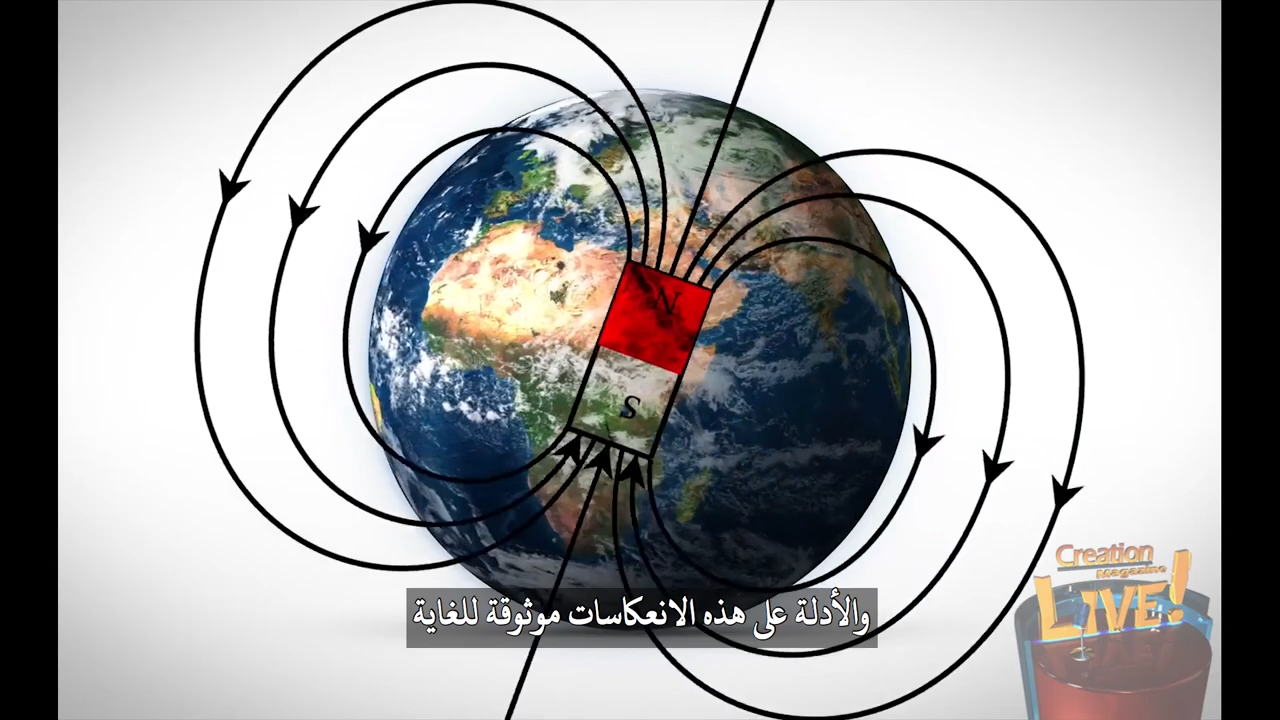 N
S
والأدلة على هذه الانعكاسات موثوقة للغاية
Creation
Magazine
LIVE!